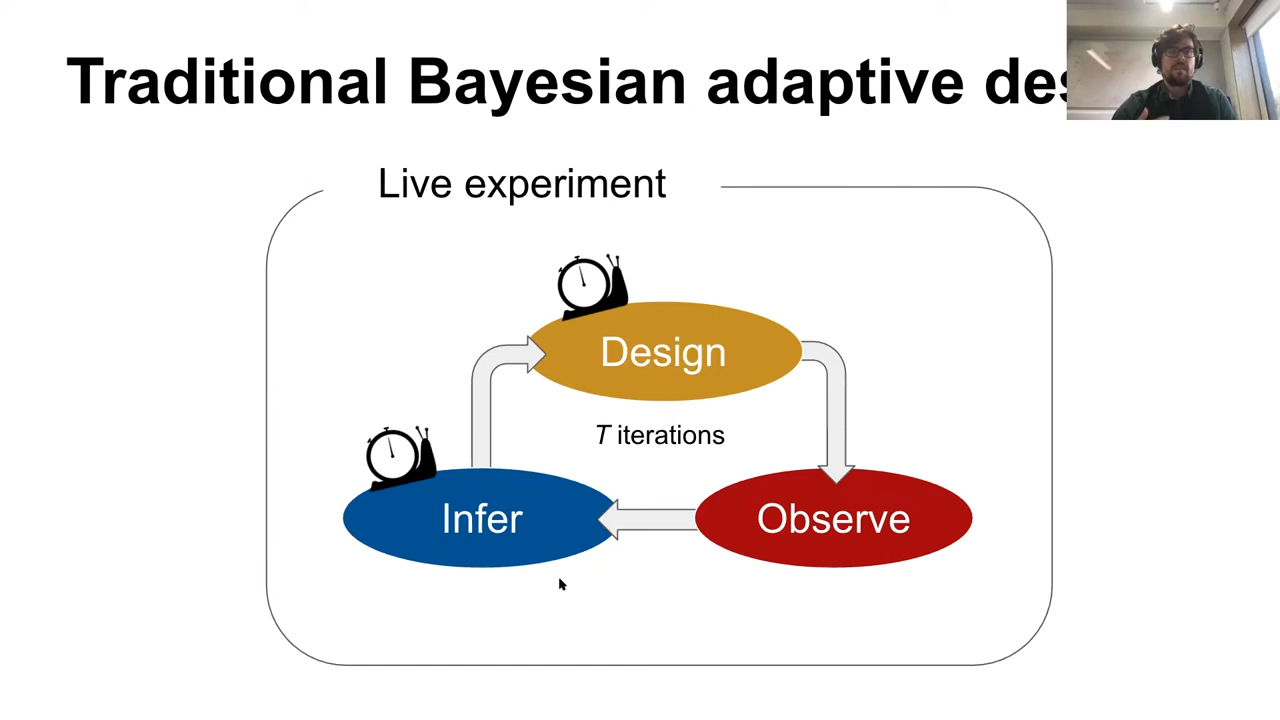 Traditional Bayesian adaptive des
Live experiment
Design
T iterations
Infer
Observe